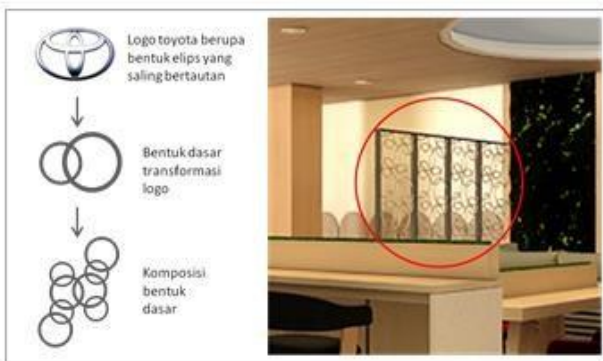 Logo toyota berupa
bentuk elips yang
saling bertautan
Bentuk dasar
transformasi
logo
Komposisi
bentuk
dasar